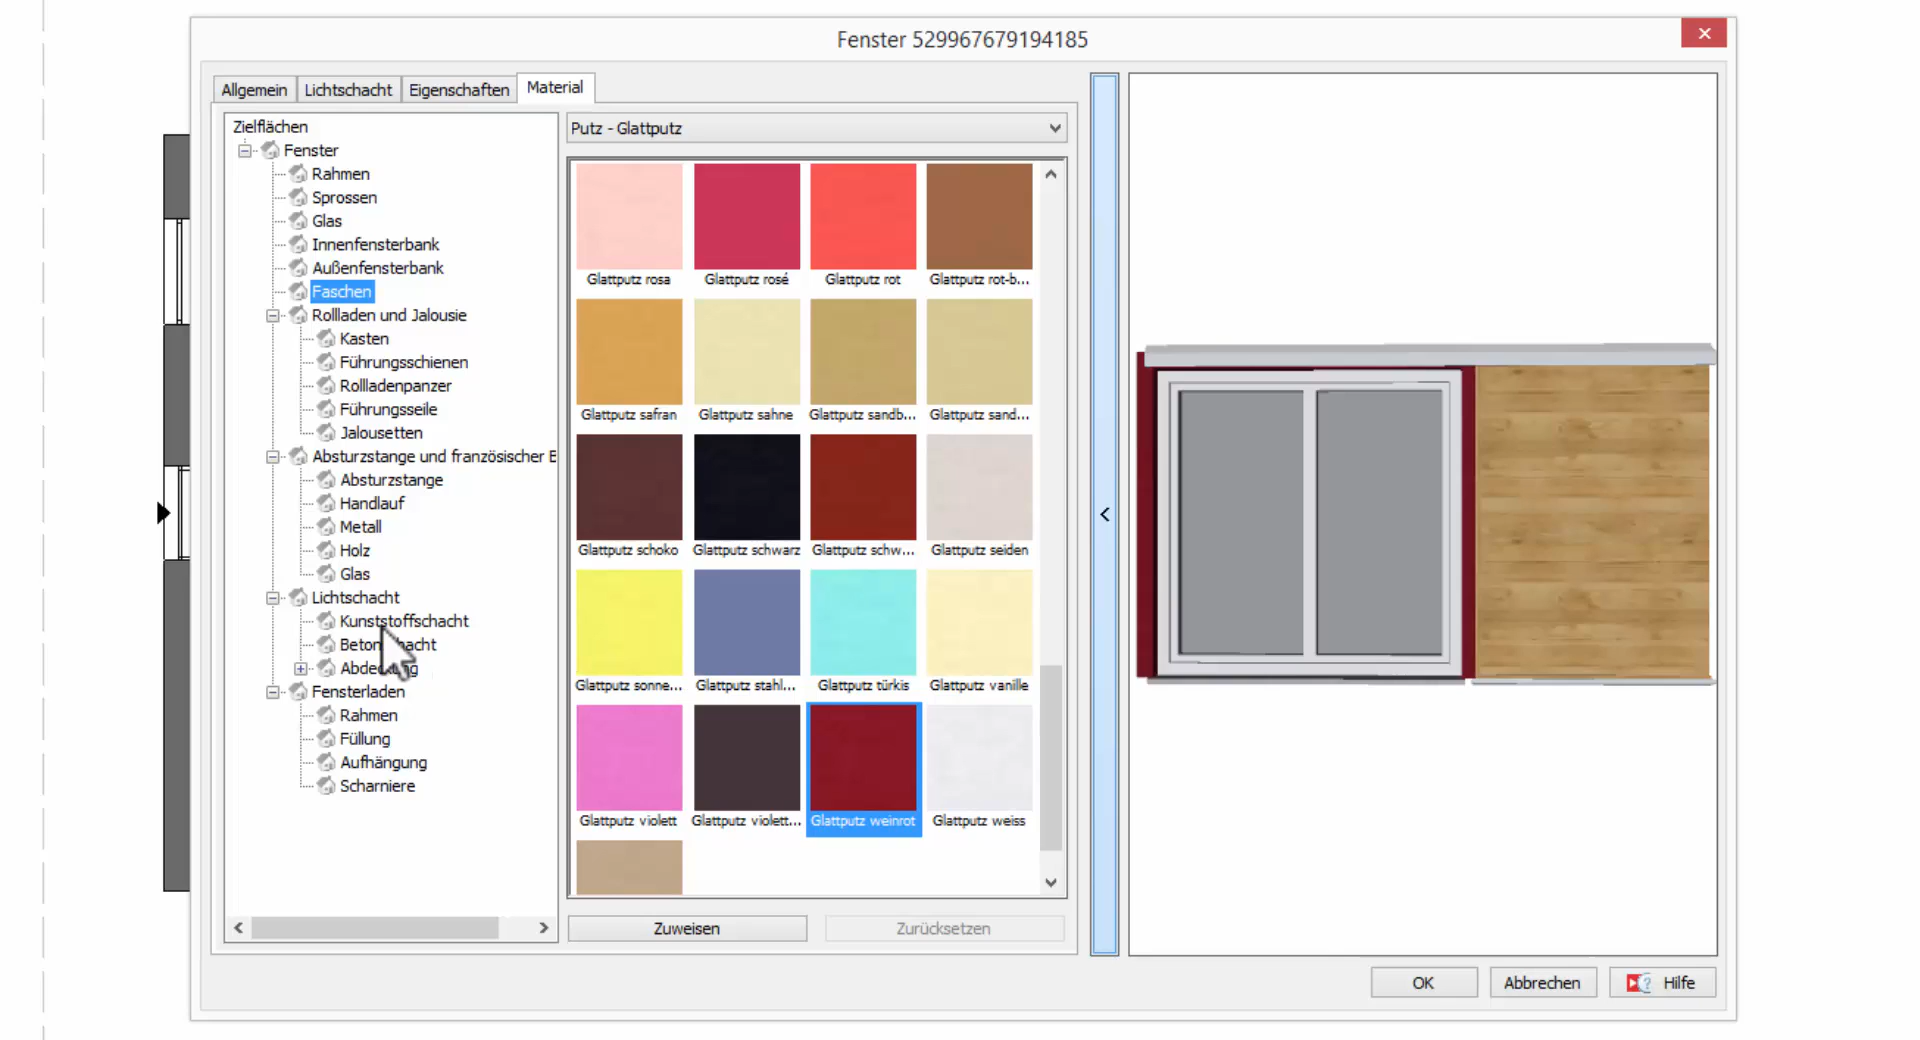 Fenster 529967679194185
Allgemein
Lichtschacht
Eigenschaften
Material
Zielflächen
Fenster
Rahmen
Sprossen
Glas
Innenfensterbank
Außenfensterbank
Faschen
Rollladen und Jalousie
Kasten
Führungsschienen
Rollladenpanzer
Führungsseile
Jalousetten
Absturzstange und französischer B
Absturzstange
Handlauf
Metall
Holz
Glas
Lichtschacht
Kunststoffschacht
Betonschacht
Abdeckung
Fensterladen
Rahmen
Füllung
Aufhängung
Scharniere
Putz - Glattputz
Glattputz rosa
Glattputz rosé
Glattputz rot
Glattputz rot-b...
Glattputz safran
Glattputz sahne
Glattputz sandb...
Glattputz sand...
Glattputz schoko
Glattputz schwarz
Glattputz schw...
Glattputz seiden
Glattputz sonne...
Glattputz stahl...
Glattputz türkis
Glattputz vanille
Glattputz violett
Glattputz violett...
Glattputz weinrot
Glattputz weiss
Zuweisen
Zurücksetzen
OK
Abbrechen
Hilfe